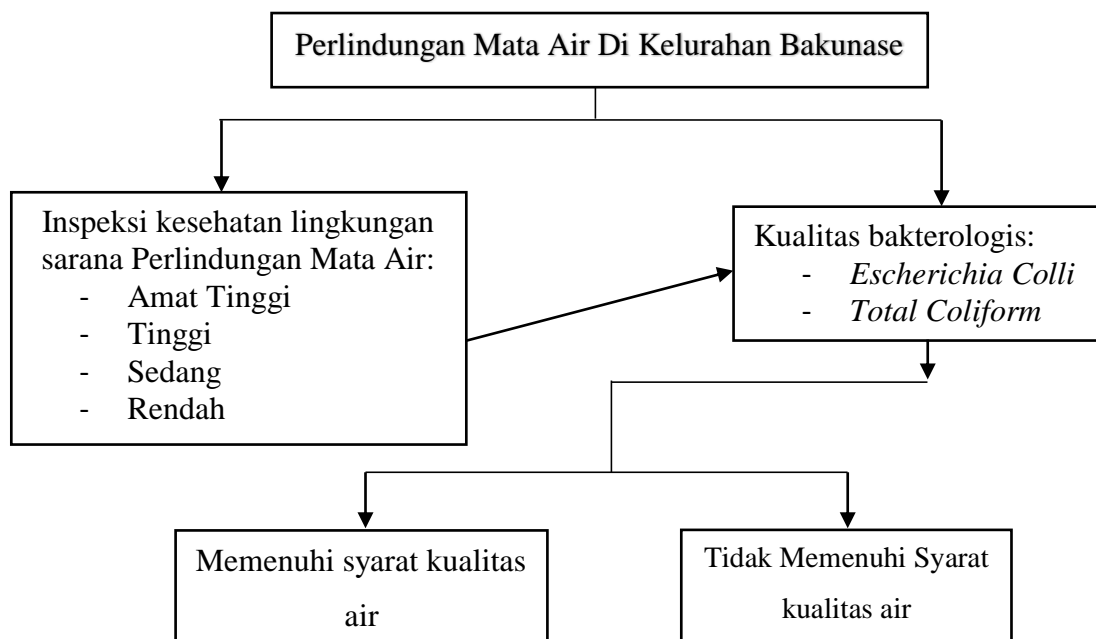 Perlindungan Mata Air Di Kelurahan Bakunase
Inspeksi kesehatan lingkungan
sarana Perlindungan Mata Air:
- Amat Tinggi
- Tinggi
- Sedang
- Rendah
Kualitas bakterologis:
- Escherichia Colli
- Total Coliform
Memenuhi syarat kualitas
air
Tidak Memenuhi Syarat
kualitas air